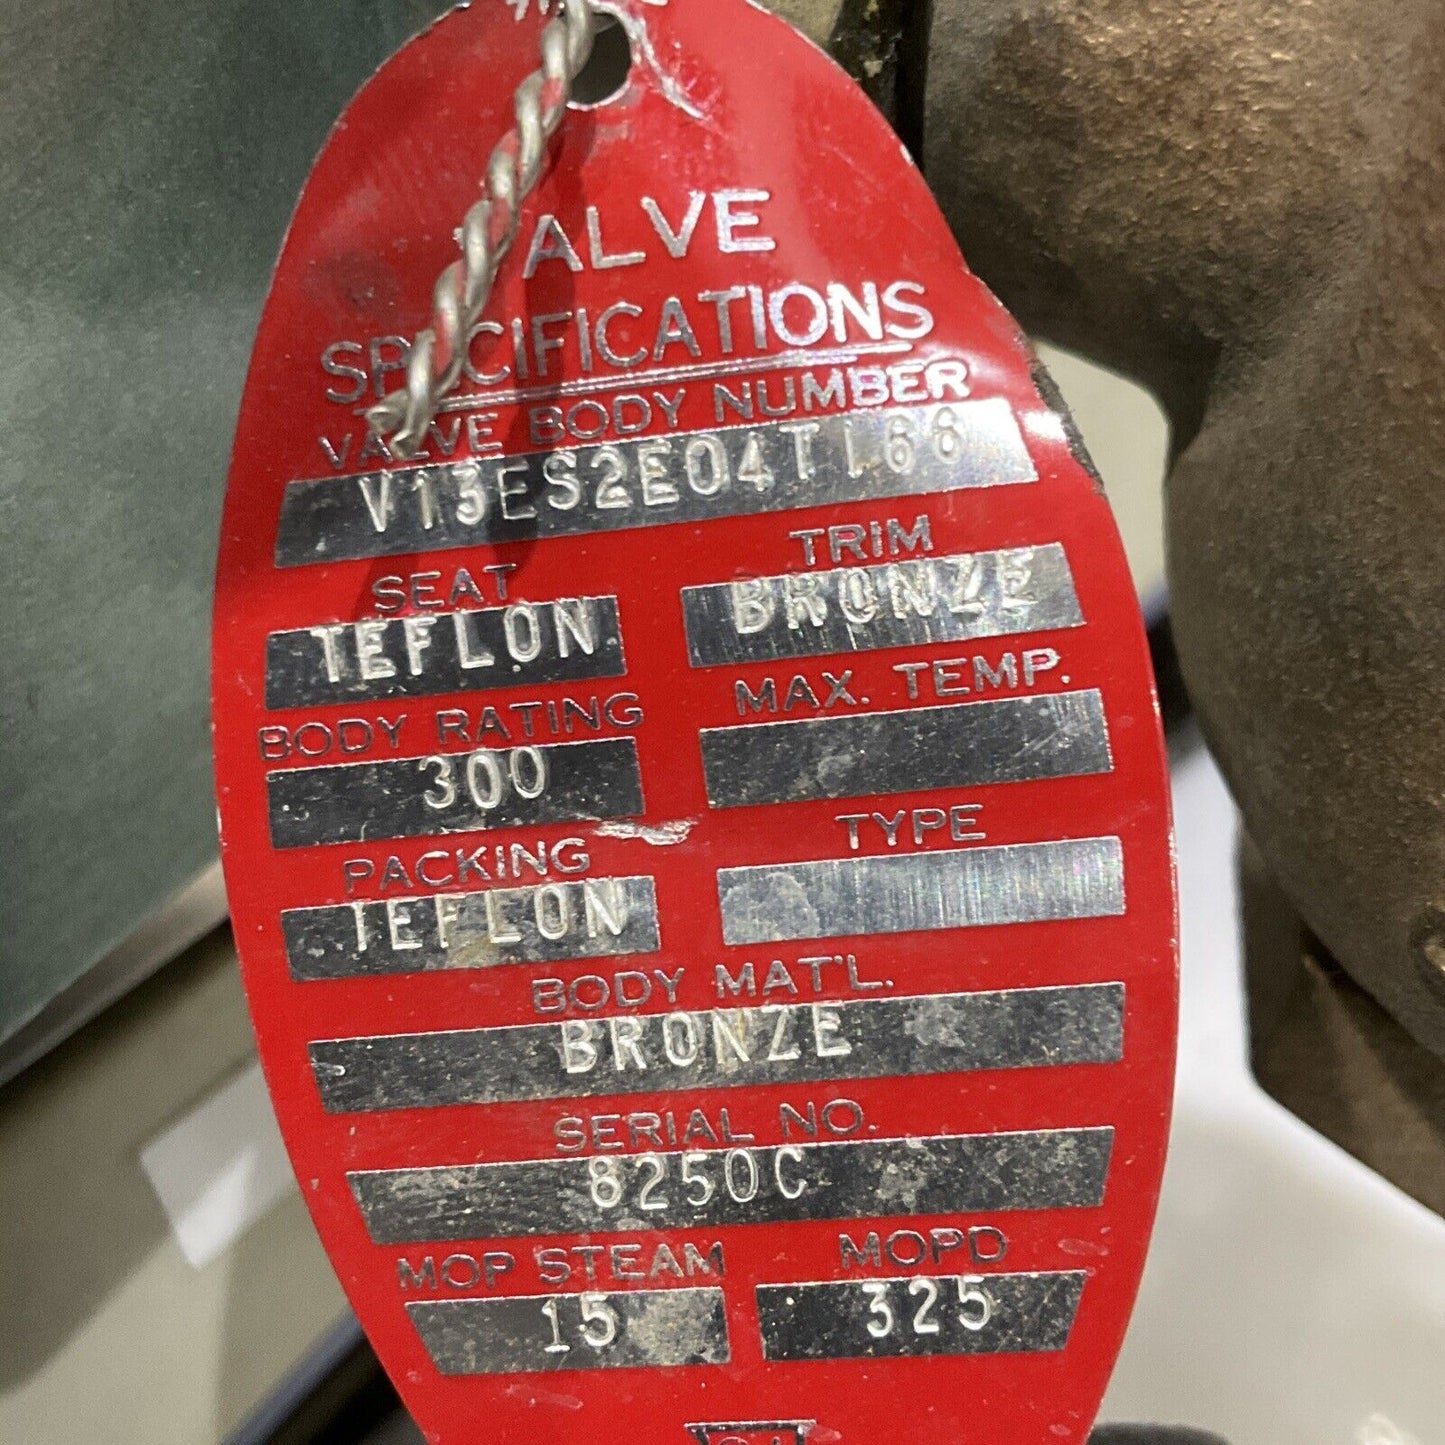 VALVE
SPECIFICATIONS
VALVE BODY NUMBER
V13ES2E04T166
SEAT TRIM
TEFLON BRONZE
BODY RATING MAX. TEMP.
300
PACKING TYPE
TEFLON
BODY MAT'L.
BRONZE
SERIAL NO.
8250C
MOP STEAM MOPD
15 325